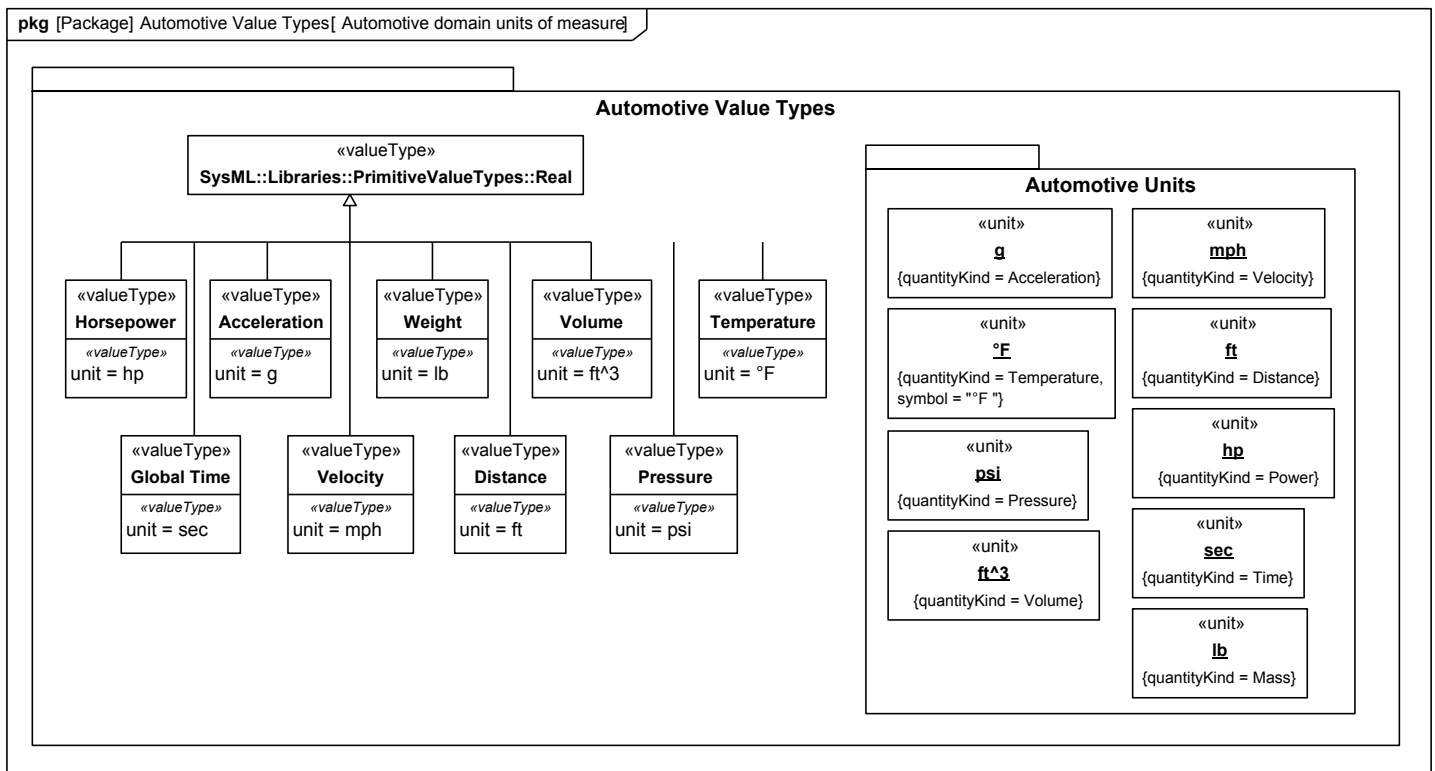 pkg [Package] Automotive Value Types[ Automotive domain units of measure]
Automotive Value Types
«valueType»
SysML::Libraries::PrimitiveValueTypes::Real
«valueType»
Horsepower
«valueType»
unit = hp
«valueType»
Acceleration
«valueType»
unit = g
«valueType»
Weight
«valueType»
unit = lb
«valueType»
Volume
«valueType»
unit = ft^3
«valueType»
Temperature
«valueType»
unit = °F
«valueType»
Global Time
«valueType»
unit = sec
«valueType»
Velocity
«valueType»
unit = mph
«valueType»
Distance
«valueType»
unit = ft
«valueType»
Pressure
«valueType»
unit = psi
Automotive Units
«unit»
g
{quantityKind = Acceleration}
«unit»
mph
{quantityKind = Velocity}
«unit»
°F
{quantityKind = Temperature,
symbol = "°F "}
«unit»
ft
{quantityKind = Distance}
«unit»
psi
{quantityKind = Pressure}
«unit»
hp
{quantityKind = Power}
«unit»
ft^3
{quantityKind = Volume}
«unit»
sec
{quantityKind = Time}
«unit»
lb
{quantityKind = Mass}